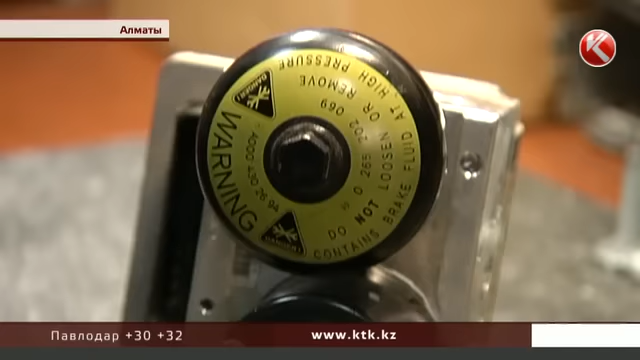 Алматы
K
WARNING
DANGER!
DANGER!
DO NOT LOOSEN OR REMOVE
CONTAINS BRAKE FLUID AT HIGH PRESSURE
0 265 202 069
Павлодар +30 +32
www.ktk.kz